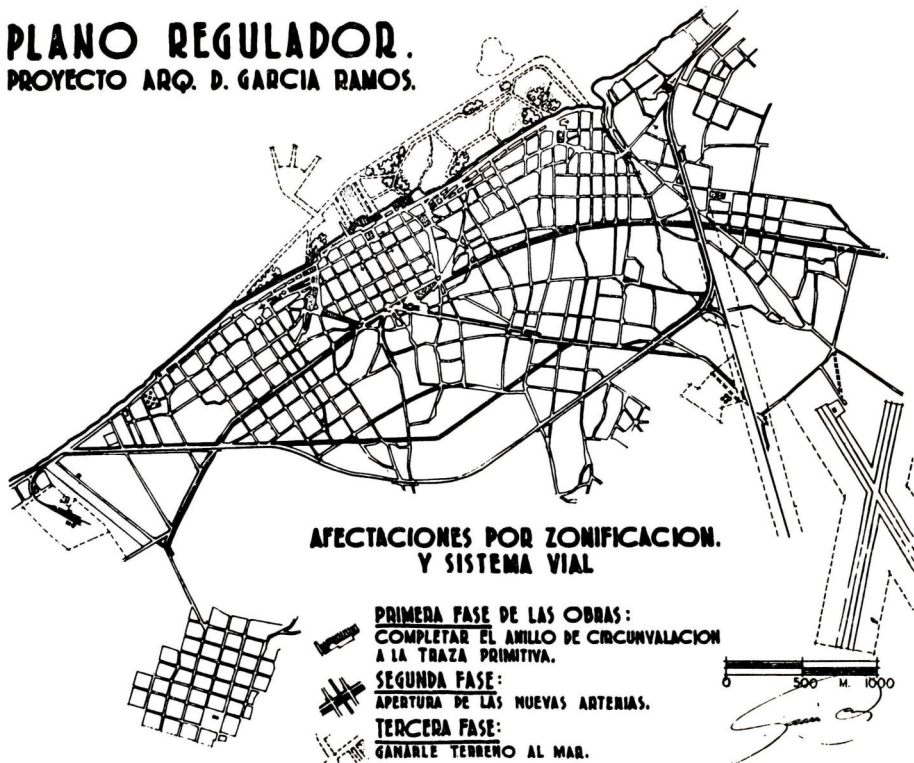 PLANO REGULADOR.
PROYECTO ARQ. D. GARCIA RAMOS.
AFECTACIONES POR ZONIFICACION.
Y SISTEMA VIAL
PRIMERA FASE DE LAS OBRAS:
COMPLETAR EL ANILLO DE CIRCUNVALACION
A LA TRAZA PRIMITIVA.
SEGUNDA FASE:
APERTURA DE LAS NUEVAS ARTERIAS.
TERCERA FASE:
GANARLE TERRENO AL MAR.
0 500 M. 1000